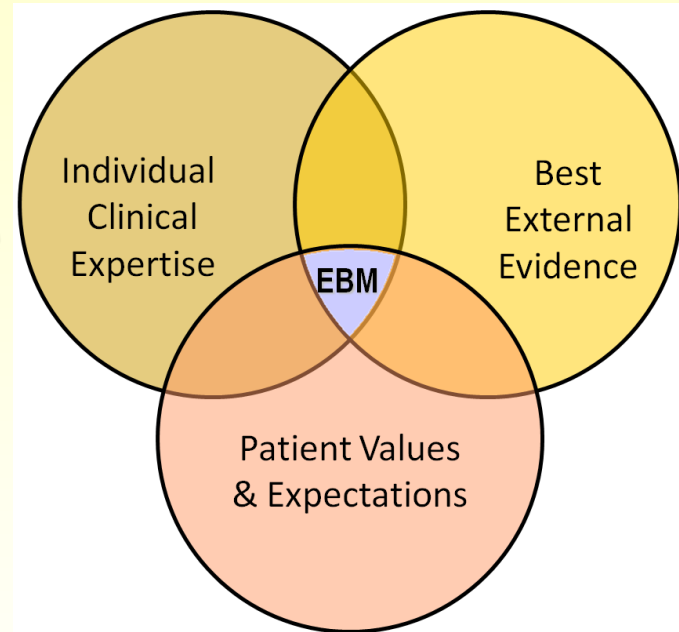 Individual
Clinical
Expertise
Best
External
Evidence
EBM
Patient Values
& Expectations